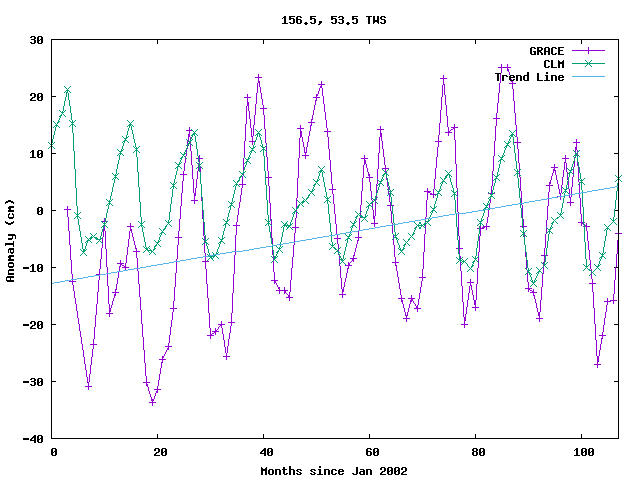 156.5, 53.5 TWS
GRACE
CLM
Trend Line
30
20
10
0
-10
-20
-30
-40
Anomaly (cm)
0 20 40 60 80 100
Months since Jan 2002